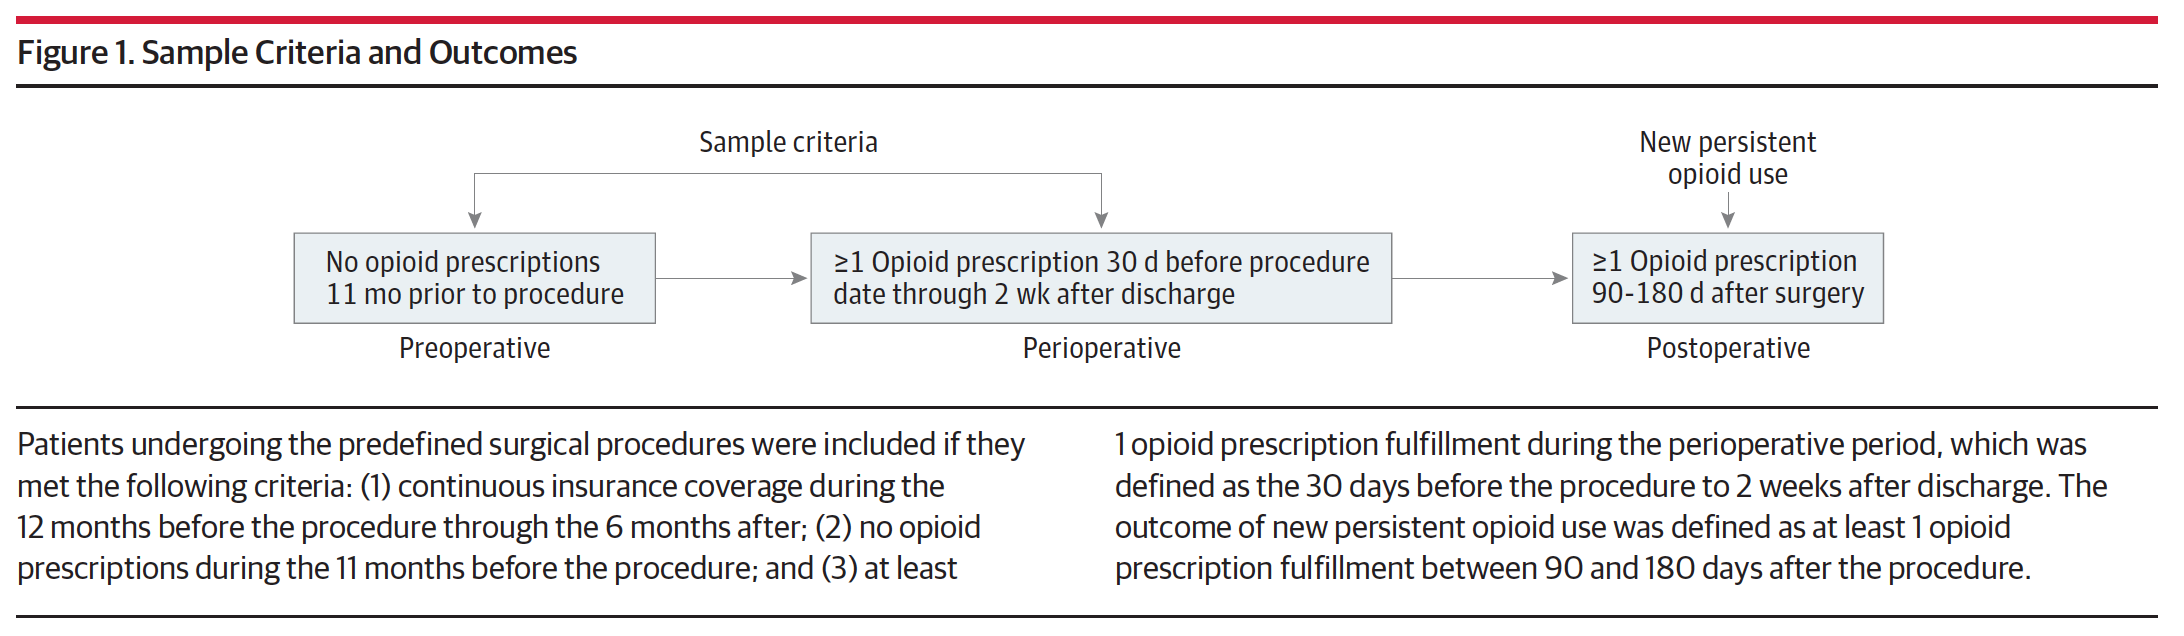 Figure 1. Sample Criteria and Outcomes
Sample criteria
New persistent
opioid use
No opioid prescriptions
11 mo prior to procedure
≥1 Opioid prescription 30 d before procedure
date through 2 wk after discharge
≥1 Opioid prescription
90-180 d after surgery
Preoperative
Perioperative
Postoperative
Patients undergoing the predefined surgical procedures were included if they
met the following criteria: (1) continuous insurance coverage during the
12 months before the procedure through the 6 months after; (2) no opioid
prescriptions during the 11 months before the procedure; and (3) at least
1 opioid prescription fulfillment during the perioperative period, which was
defined as the 30 days before the procedure to 2 weeks after discharge. The
outcome of new persistent opioid use was defined as at least 1 opioid
prescription fulfillment between 90 and 180 days after the procedure.